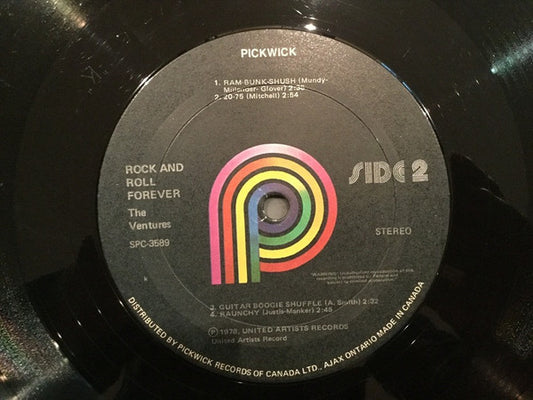 PICKWICK
1. RAM-BUNK-SHUSH (Mundy-
Millinder- Glover) 2:38
2. 20-75 (Mitchell) 2:54
ROCK AND
ROLL
FOREVER
The
Ventures
SPC-3589
SIDE 2
STEREO
3. GUITAR BOOGIE SHUFFLE (A. Smith) 2:32
4. RAUNCHY (Justis-Manker) 2:45
Ⓟ 1978, UNITED ARTISTS RECORDS
United Artists Record
DISTRIBUTED BY PICKWICK RECORDS OF CANADA LTD., AJAX ONTARIO MADE IN CANADA